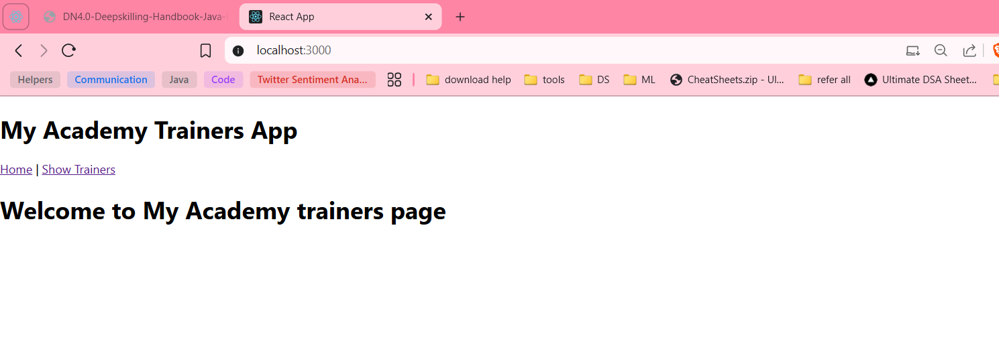 DN4.0-Deepskilling-Handbook-Java- React App
localhost:3000
Helpers Communication Java Code Twitter Sentiment Ana... download help tools DS ML CheatSheets.zip - Ul... refer all Ultimate DSA Sheet...
My Academy Trainers App
Home | Show Trainers
Welcome to My Academy trainers page